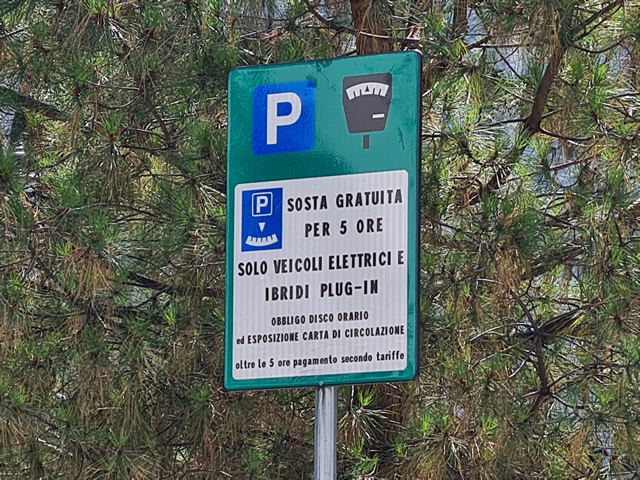 P
P
SOSTA GRATUITA
PER 5 ORE
SOLO VEICOLI ELETTRICI E
IBRIDI PLUG-IN
OBBLIGO DISCO ORARIO
ed ESPOSIZIONE CARTA DI CIRCOLAZIONE
oltre le 5 ore pagamento secondo tariffe